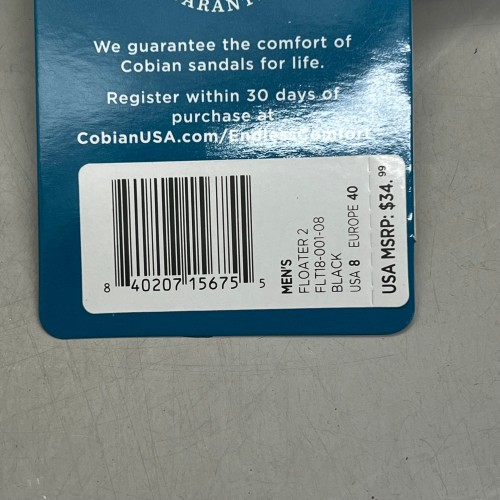 We guarantee the comfort of
Cobian sandals for life.
Register within 30 days of
purchase at
CobianUSA.com/EndlessComfort
8 40207 15675 5
MEN'S
FLOATER 2
FLT18-001-08
BLACK
USA 8 EUROPE 40
USA MSRP: $34.99